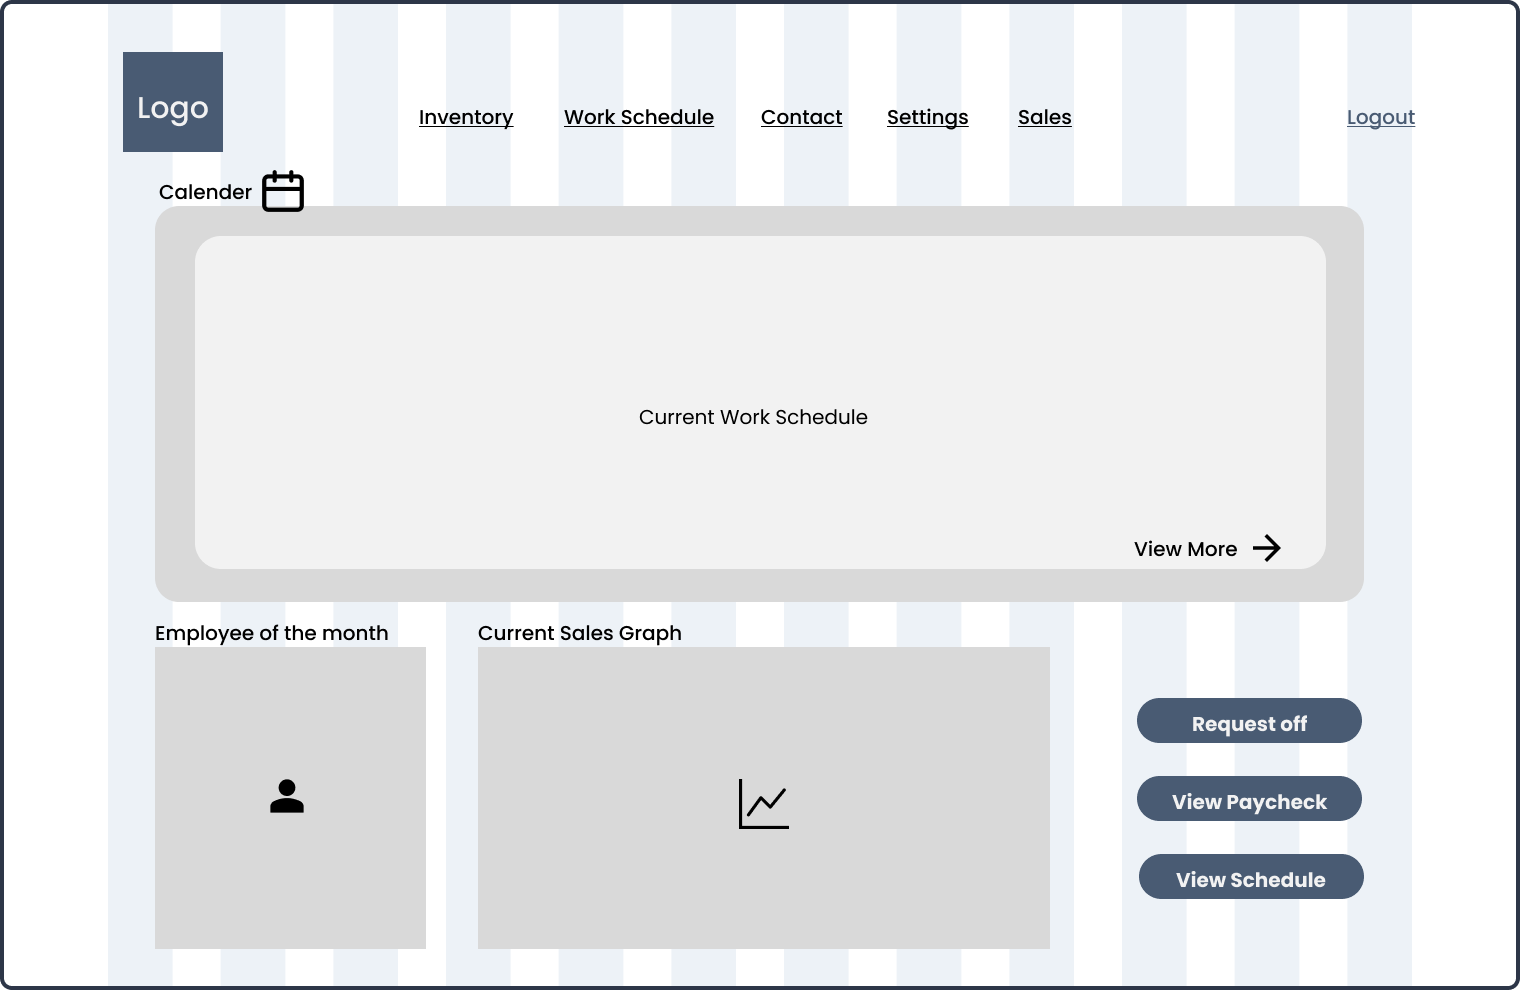 Logo
Inventory
Work Schedule
Contact
Settings
Sales
Logout
Calender
Current Work Schedule
View More
Employee of the month
Current Sales Graph
Request off
View Paycheck
View Schedule